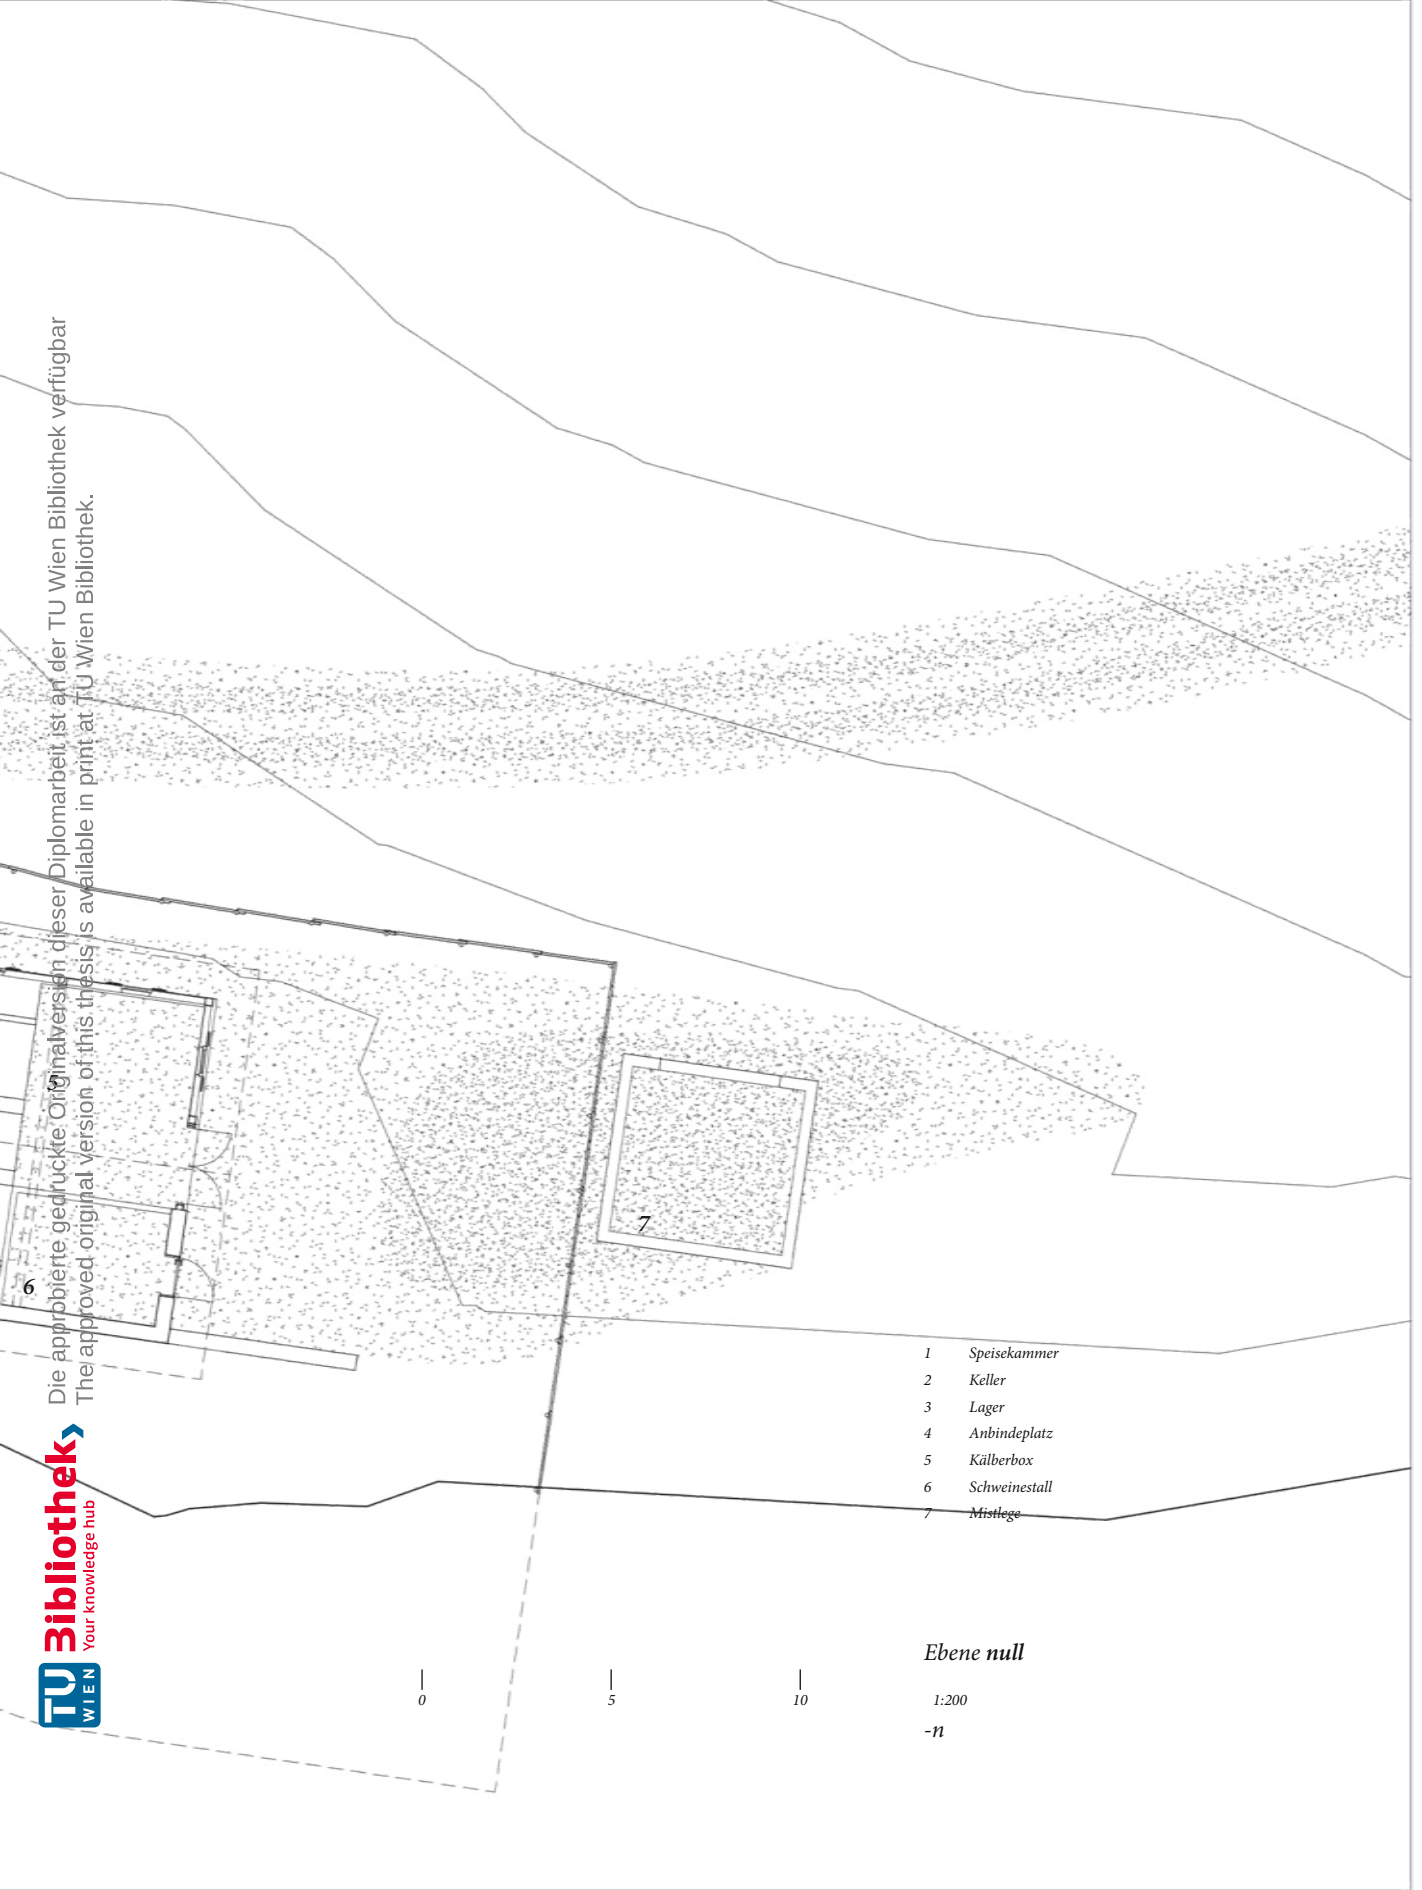 Die approbierte gedruckte Originalversion dieser Diplomarbeit ist an der TU Wien Bibliothek verfügbar
The approved original version of this thesis is available in print at TU Wien Bibliothek.
TU
WIEN
Bibliothek
Your knowledge hub
5
6
7
1 Speisekammer
2 Keller
3 Lager
4 Anbindeplatz
5 Kälberbox
6 Schweinestall
7 Mistlege
Ebene null
0 5 10 1:200
-n